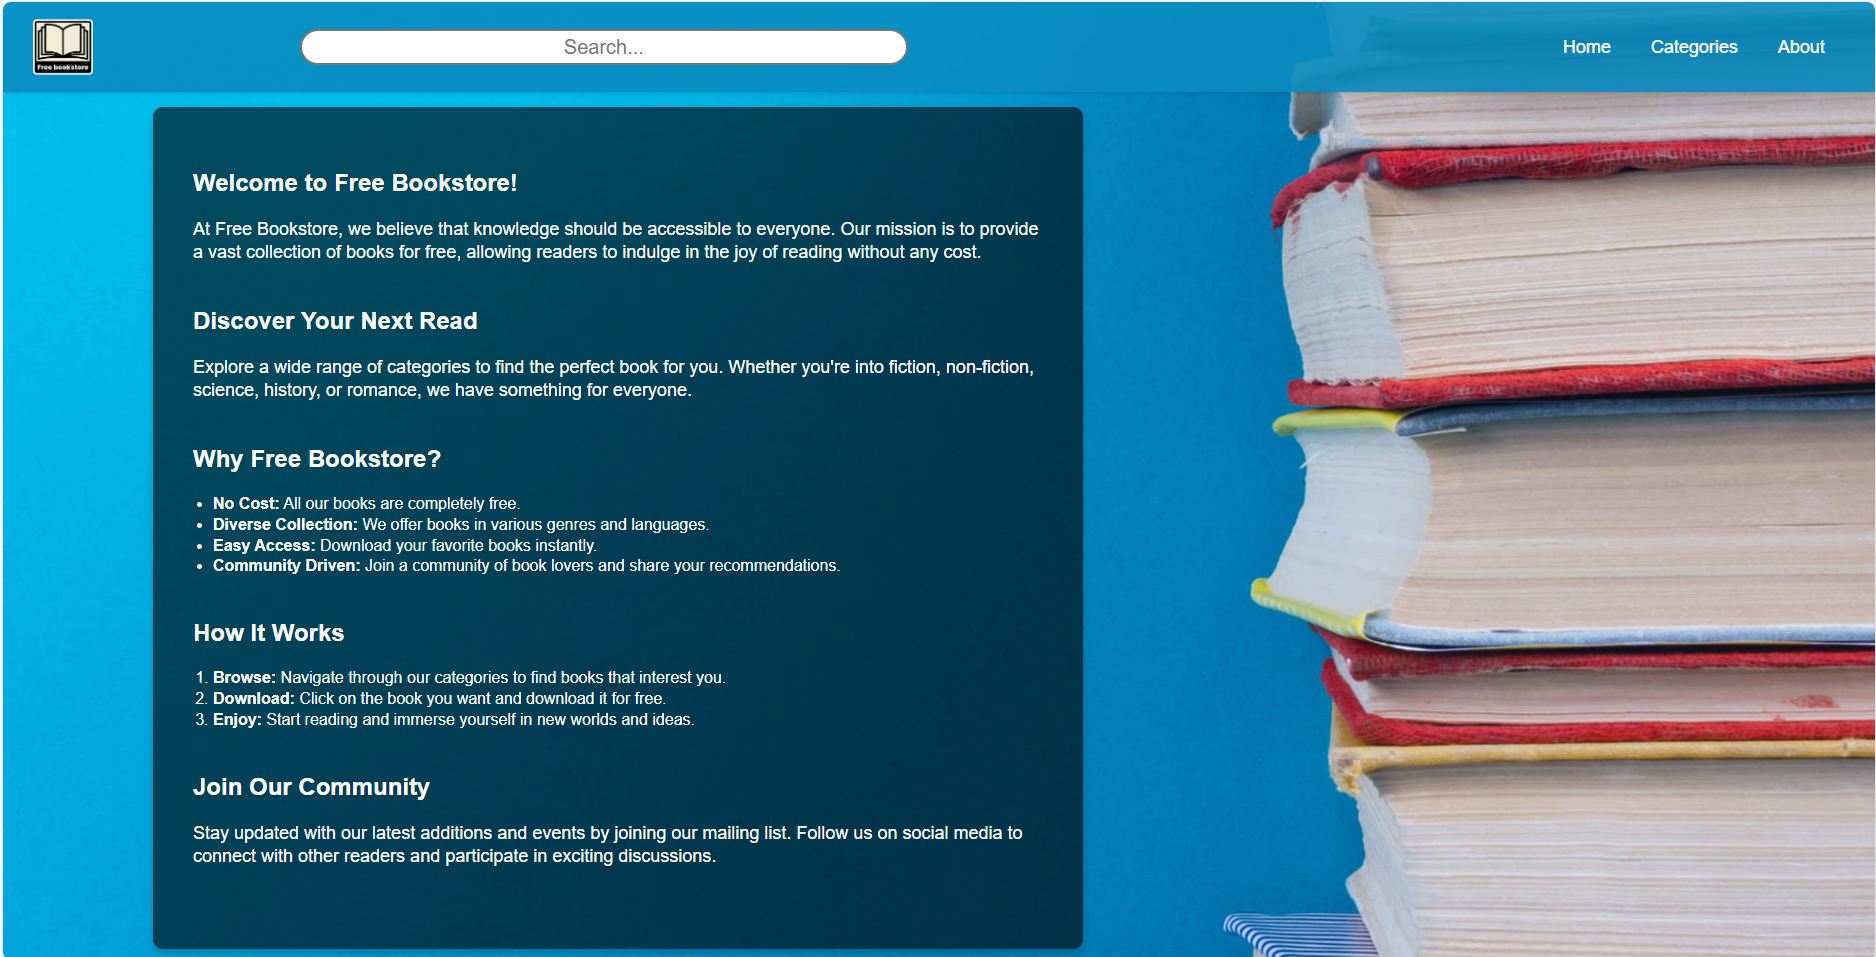 Free bookstore
Search...
Home
Categories
About
Welcome to Free Bookstore!
At Free Bookstore, we believe that knowledge should be accessible to everyone. Our mission is to provide
a vast collection of books for free, allowing readers to indulge in the joy of reading without any cost.
Discover Your Next Read
Explore a wide range of categories to find the perfect book for you. Whether you're into fiction, non-fiction,
science, history, or romance, we have something for everyone.
Why Free Bookstore?
• No Cost: All our books are completely free.
• Diverse Collection: We offer books in various genres and languages.
• Easy Access: Download your favorite books instantly.
• Community Driven: Join a community of book lovers and share your recommendations.
How It Works
1. Browse: Navigate through our categories to find books that interest you.
2. Download: Click on the book you want and download it for free.
3. Enjoy: Start reading and immerse yourself in new worlds and ideas.
Join Our Community
Stay updated with our latest additions and events by joining our mailing list. Follow us on social media to
connect with other readers and participate in exciting discussions.